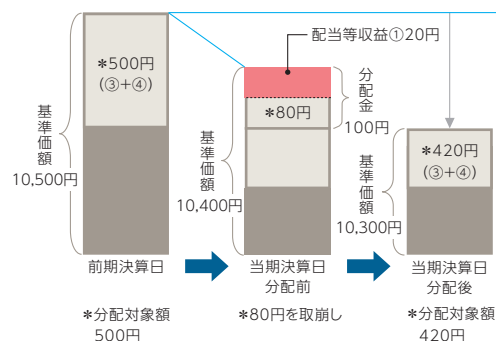 配当等収益①20円
*500円
(③+④)
基準価額
10,500円
*80円
分配金
100円
基準価額
10,400円
*420円
(③+④)
基準価額
10,300円
前期決算日
当期決算日
分配前
当期決算日
分配後
*分配対象額
500円
*80円を取崩し
*分配対象額
420円